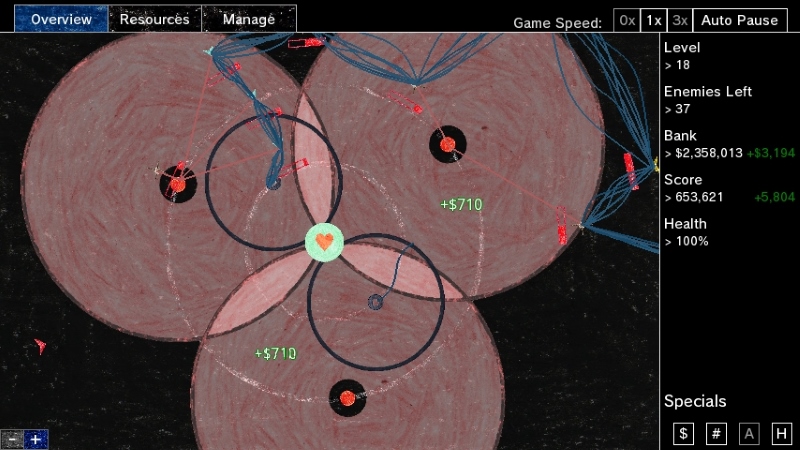 Overview Resources Manage Game Speed: 0x 1x 3x Auto Pause
Level
> 18
Enemies Left
> 37
Bank
> $2,358,013 +$3,194
Score
> 653,621 +5,804
Health
> 100%
+$710
+$710
Specials
$ # A H
- +